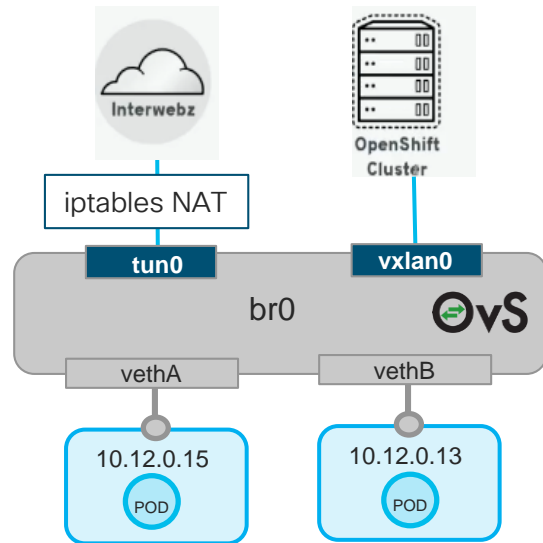 Interwebz
OpenShift
Cluster
iptables NAT
tun0
vxlan0
br0
OvS
vethA
vethB
10.12.0.15
10.12.0.13
POD
POD